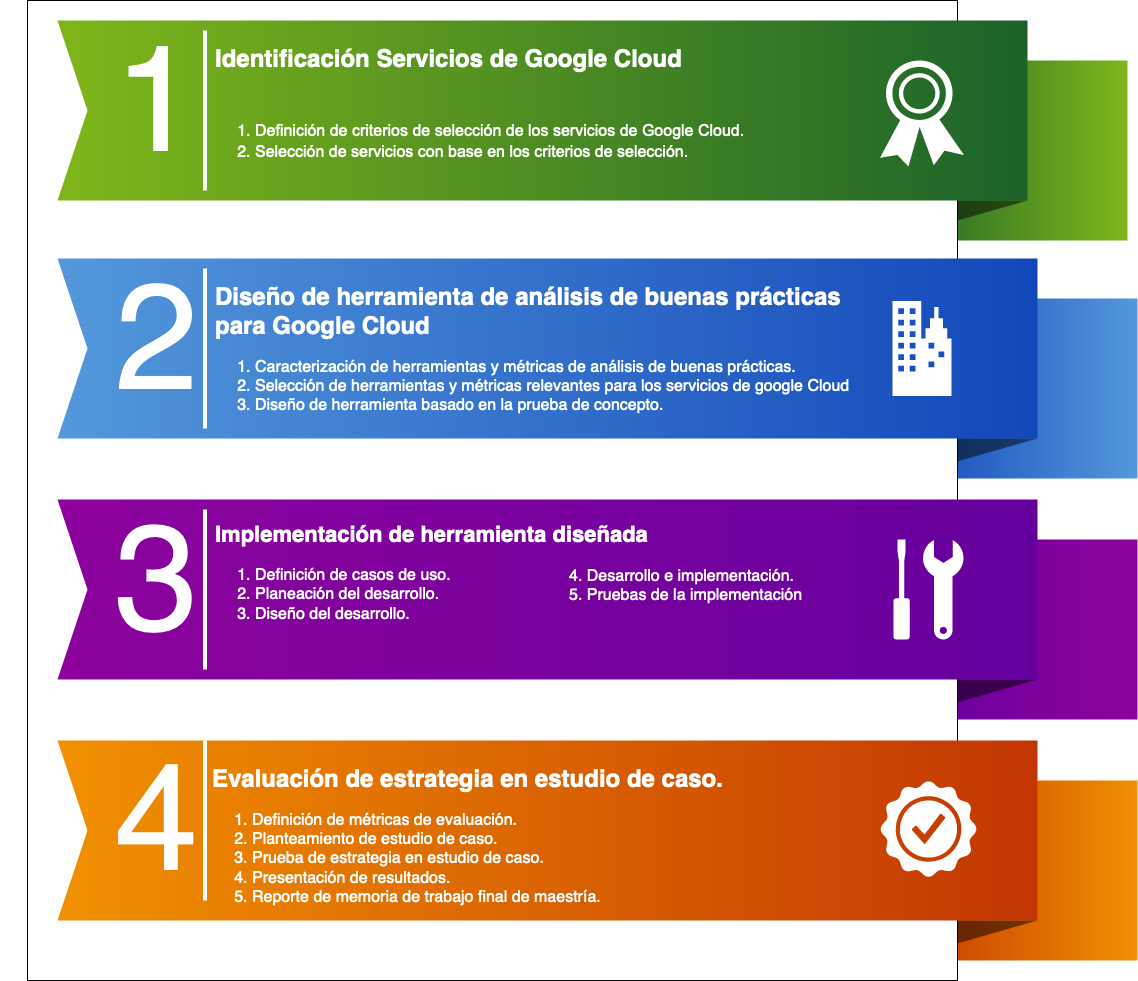 1
Identificación Servicios de Google Cloud
1. Definición de criterios de selección de los servicios de Google Cloud.
2. Selección de servicios con base en los criterios de selección.
2
Diseño de herramienta de análisis de buenas prácticas
para Google Cloud
1. Caracterización de herramientas y métricas de análisis de buenas prácticas.
2. Selección de herramientas y métricas relevantes para los servicios de google Cloud
3. Diseño de herramienta basado en la prueba de concepto.
3
Implementación de herramienta diseñada
1. Definición de casos de uso.
2. Planeación del desarrollo.
3. Diseño del desarrollo.
4. Desarrollo e implementación.
5. Pruebas de la implementación
4
Evaluación de estrategia en estudio de caso.
1. Definición de métricas de evaluación.
2. Planteamiento de estudio de caso.
3. Prueba de estrategia en estudio de caso.
4. Presentación de resultados.
5. Reporte de memoria de trabajo final de maestría.